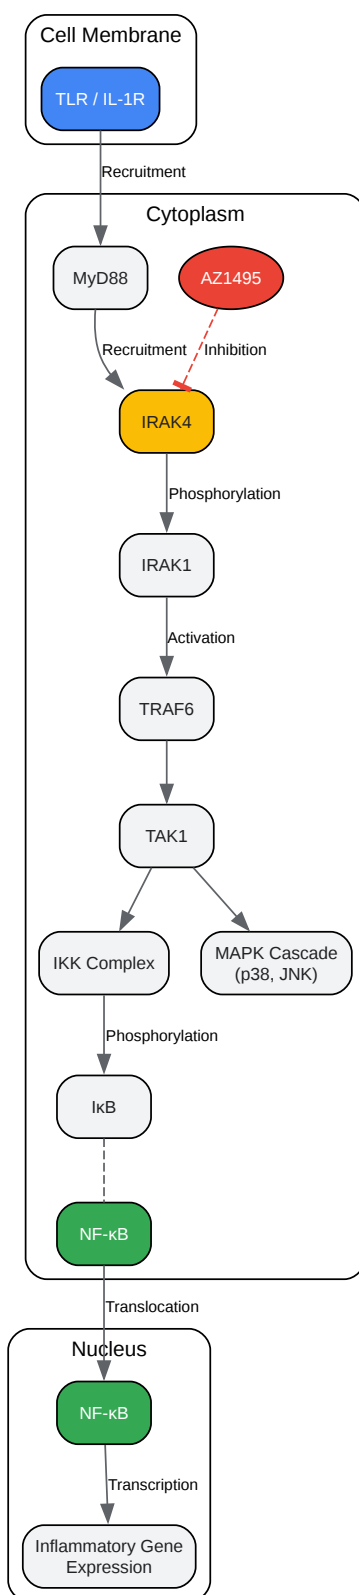 Cell Membrane
TLR / IL-1R
Recruitment
Cytoplasm
MyD88
AZ1495
Recruitment
Inhibition
IRAK4
Phosphorylation
IRAK1
Activation
TRAF6
TAK1
IKK Complex
MAPK Cascade
(p38, JNK)
Phosphorylation
IκB
NF-κB
Translocation
Nucleus
NF-κB
Transcription
Inflammatory Gene
Expression